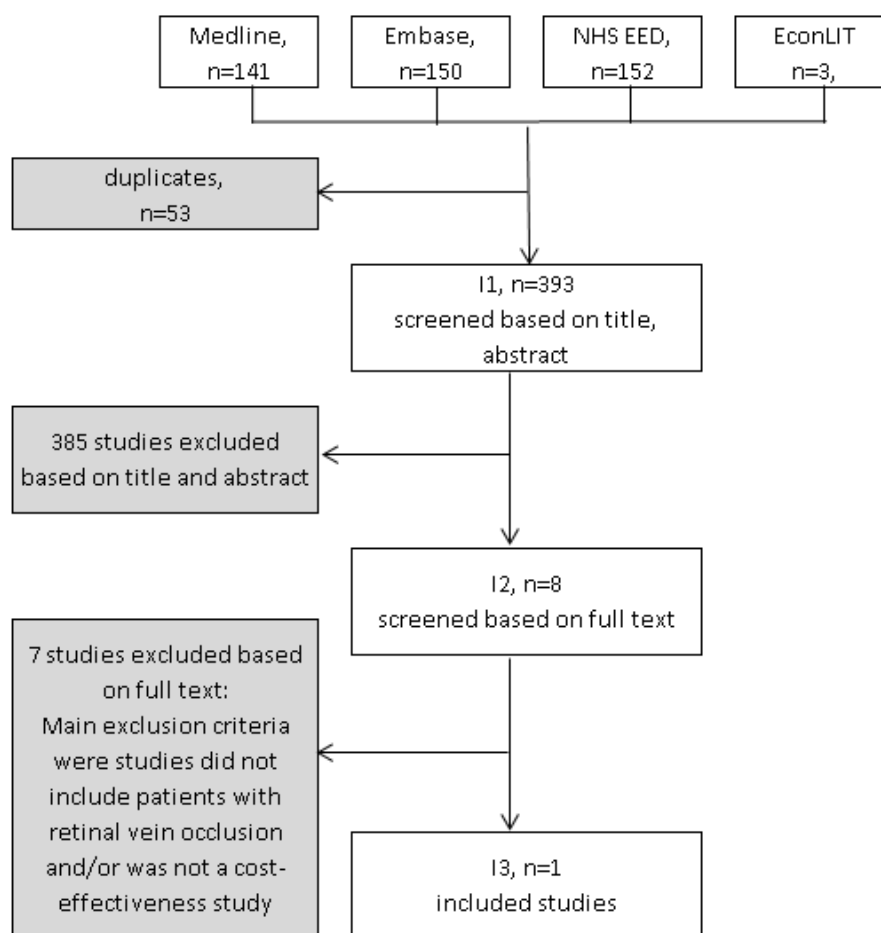 Medline,
n=141
Embase,
n=150
NHS EED,
n=152
EconLIT
n=3,
duplicates,
n=53
I1, n=393
screened based on title,
abstract
385 studies excluded
based on title and abstract
I2, n=8
screened based on full text
7 studies excluded based
on full text:
Main exclusion criteria
were studies did not
include patients with
retinal vein occlusion
and/or was not a cost-
effectiveness study
I3, n=1
included studies